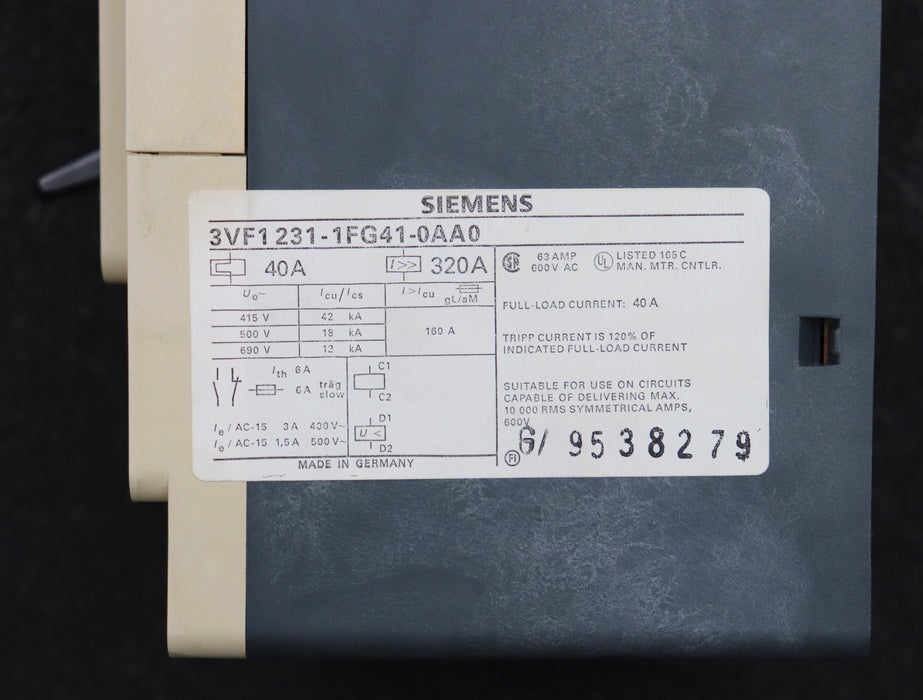 SIEMENS
3VF1 231-1FG41-0AA0
40A I>> 320A
Ue~ Icu/Ics I>Icu gL/aM
415 V 42 kA
500 V 18 kA 160 A
690 V 12 kA
Ith 6A
6A träg
slow
Ie/AC-15 3A 400V~
Ie/AC-15 1,5A 500V~
C1
C2
D1
U<
D2
MADE IN GERMANY
63 AMP
600 V AC
UL LISTED 165 C
MAN. MTR. CNTLR.
FULL-LOAD CURRENT: 40 A
TRIPP CURRENT IS 120% OF
INDICATED FULL-LOAD CURRENT
SUITABLE FOR USE ON CIRCUITS
CAPABLE OF DELIVERING MAX.
10 000 RMS SYMMETRICAL AMPS,
600V
FI G/ 9538279